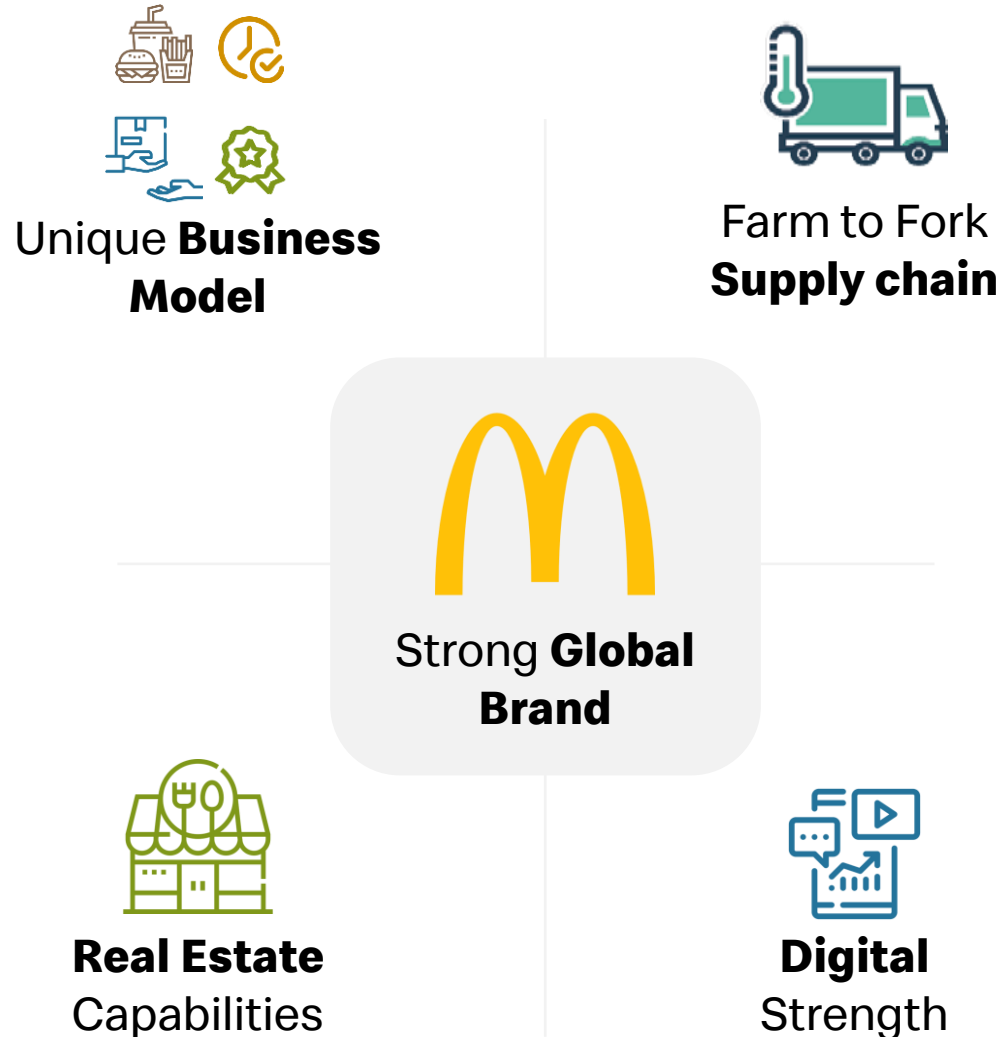 Unique Business
Model
Farm to Fork
Supply chain
Strong Global
Brand
Real Estate
Capabilities
Digital
Strength